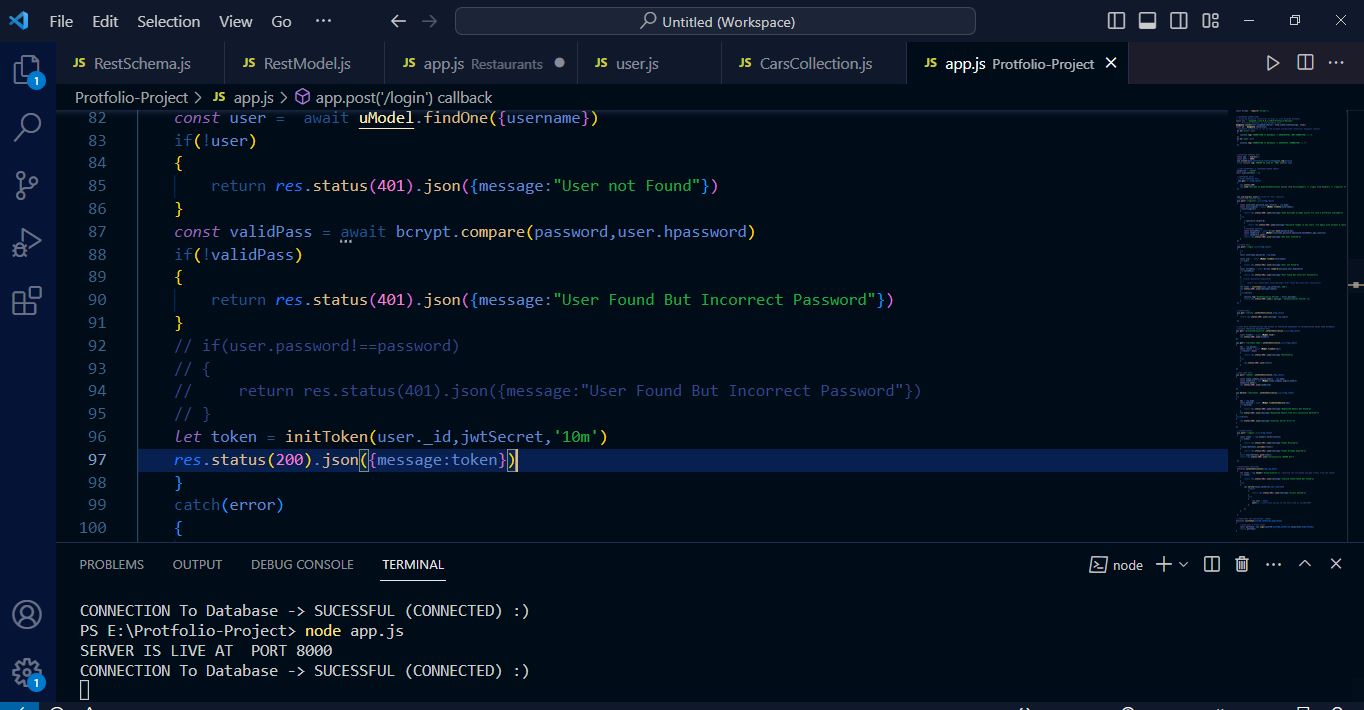 File Edit Selection View Go ··· Untitled (Workspace)
JS RestSchema.js JS RestModel.js JS app.js Restaurants JS user.js JS CarsCollection.js JS app.js Protfolio-Project
Protfolio-Project > JS app.js > app.post('/login') callback
82 const user = await uModel.findOne({username})
83 if(!user)
84 {
85 return res.status(401).json({message:"User not Found"})
86 }
87 const validPass = await bcrypt.compare(password,user.hpassword)
88 if(!validPass)
89 {
90 return res.status(401).json({message:"User Found But Incorrect Password"})
91 }
92 // if(user.password!==password)
93 // {
94 // return res.status(401).json({message:"User Found But Incorrect Password"})
95 // }
96 let token = initToken(user._id,jwtSecret,'10m')
97 res.status(200).json({message:token})
98 }
99 catch(error)
100 {
PROBLEMS OUTPUT DEBUG CONSOLE TERMINAL node
CONNECTION To Database -> SUCESSFUL (CONNECTED) :)
PS E:\Protfolio-Project> node app.js
SERVER IS LIVE AT  PORT 8000
CONNECTION To Database -> SUCESSFUL (CONNECTED) :)
1
1